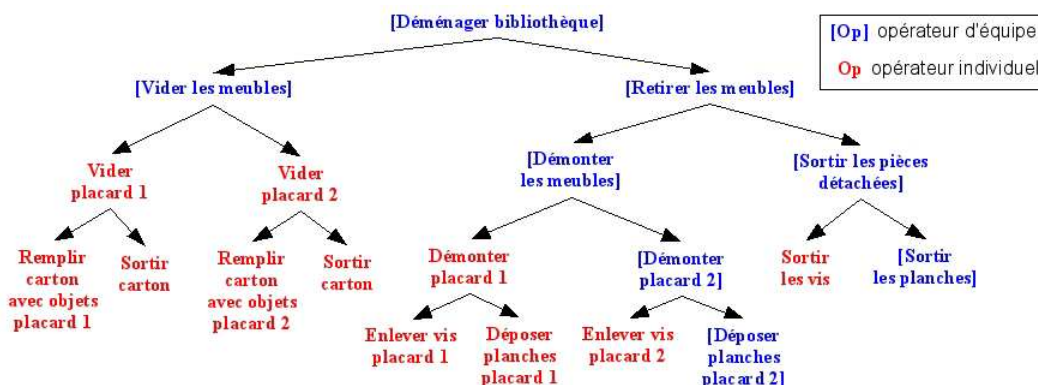 [Déménager bibliothèque]
[Op] opérateur d'équipe
Op opérateur individuel
[Vider les meubles]
[Retirer les meubles]
Vider
placard 1
Vider
placard 2
[Démonter
les meubles]
[Sortir les pièces
détachées]
Remplir
carton
avec objets
placard 1
Sortir
carton
Remplir
carton
avec objets
placard 2
Sortir
carton
Démonter
placard 1
[Démonter
placard 2]
Sortir
les vis
[Sortir
les planches]
Enlever vis
placard 1
Déposer
planches
placard 1
Enlever vis
placard 2
[Déposer
planches
placard 2]